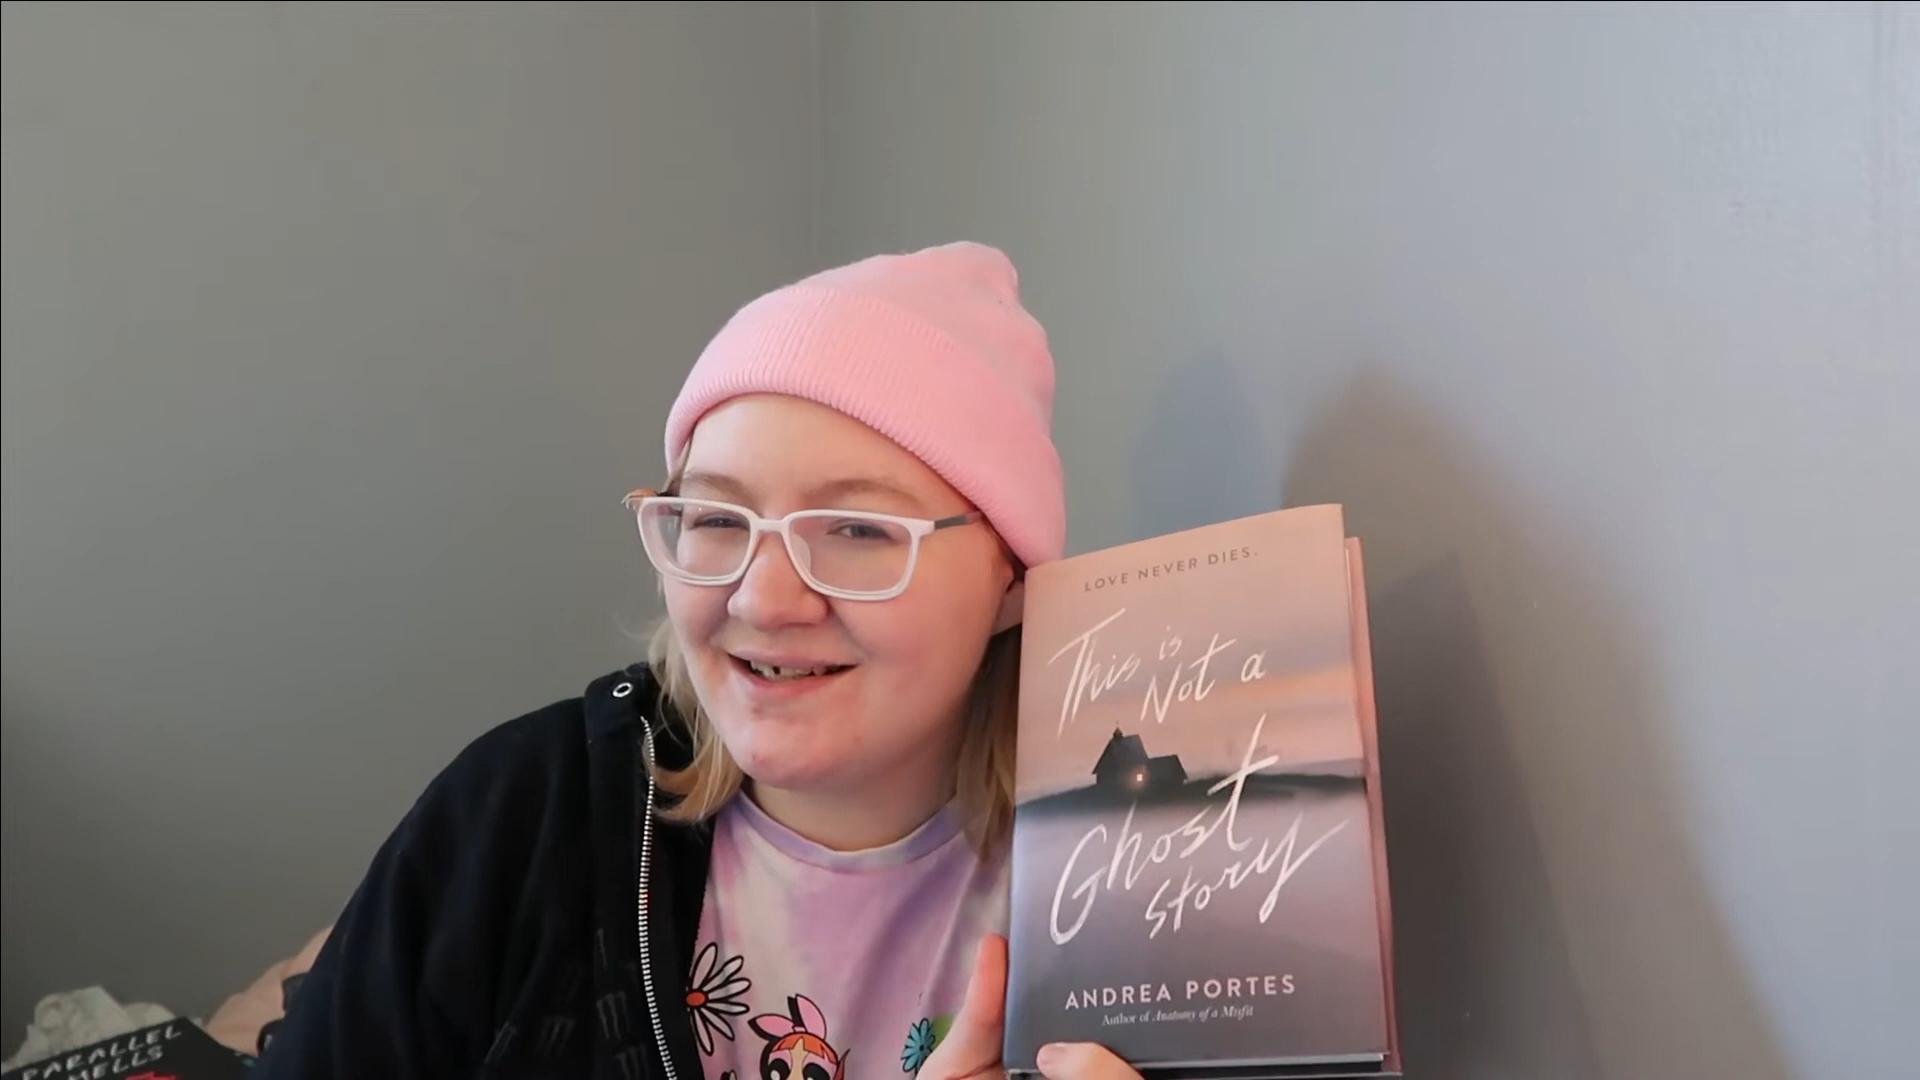 LOVE NEVER DIES.
This is
Not a
Ghost
Story
ANDREA PORTES
Author of Anatomy of a Misfit
PARALLEL